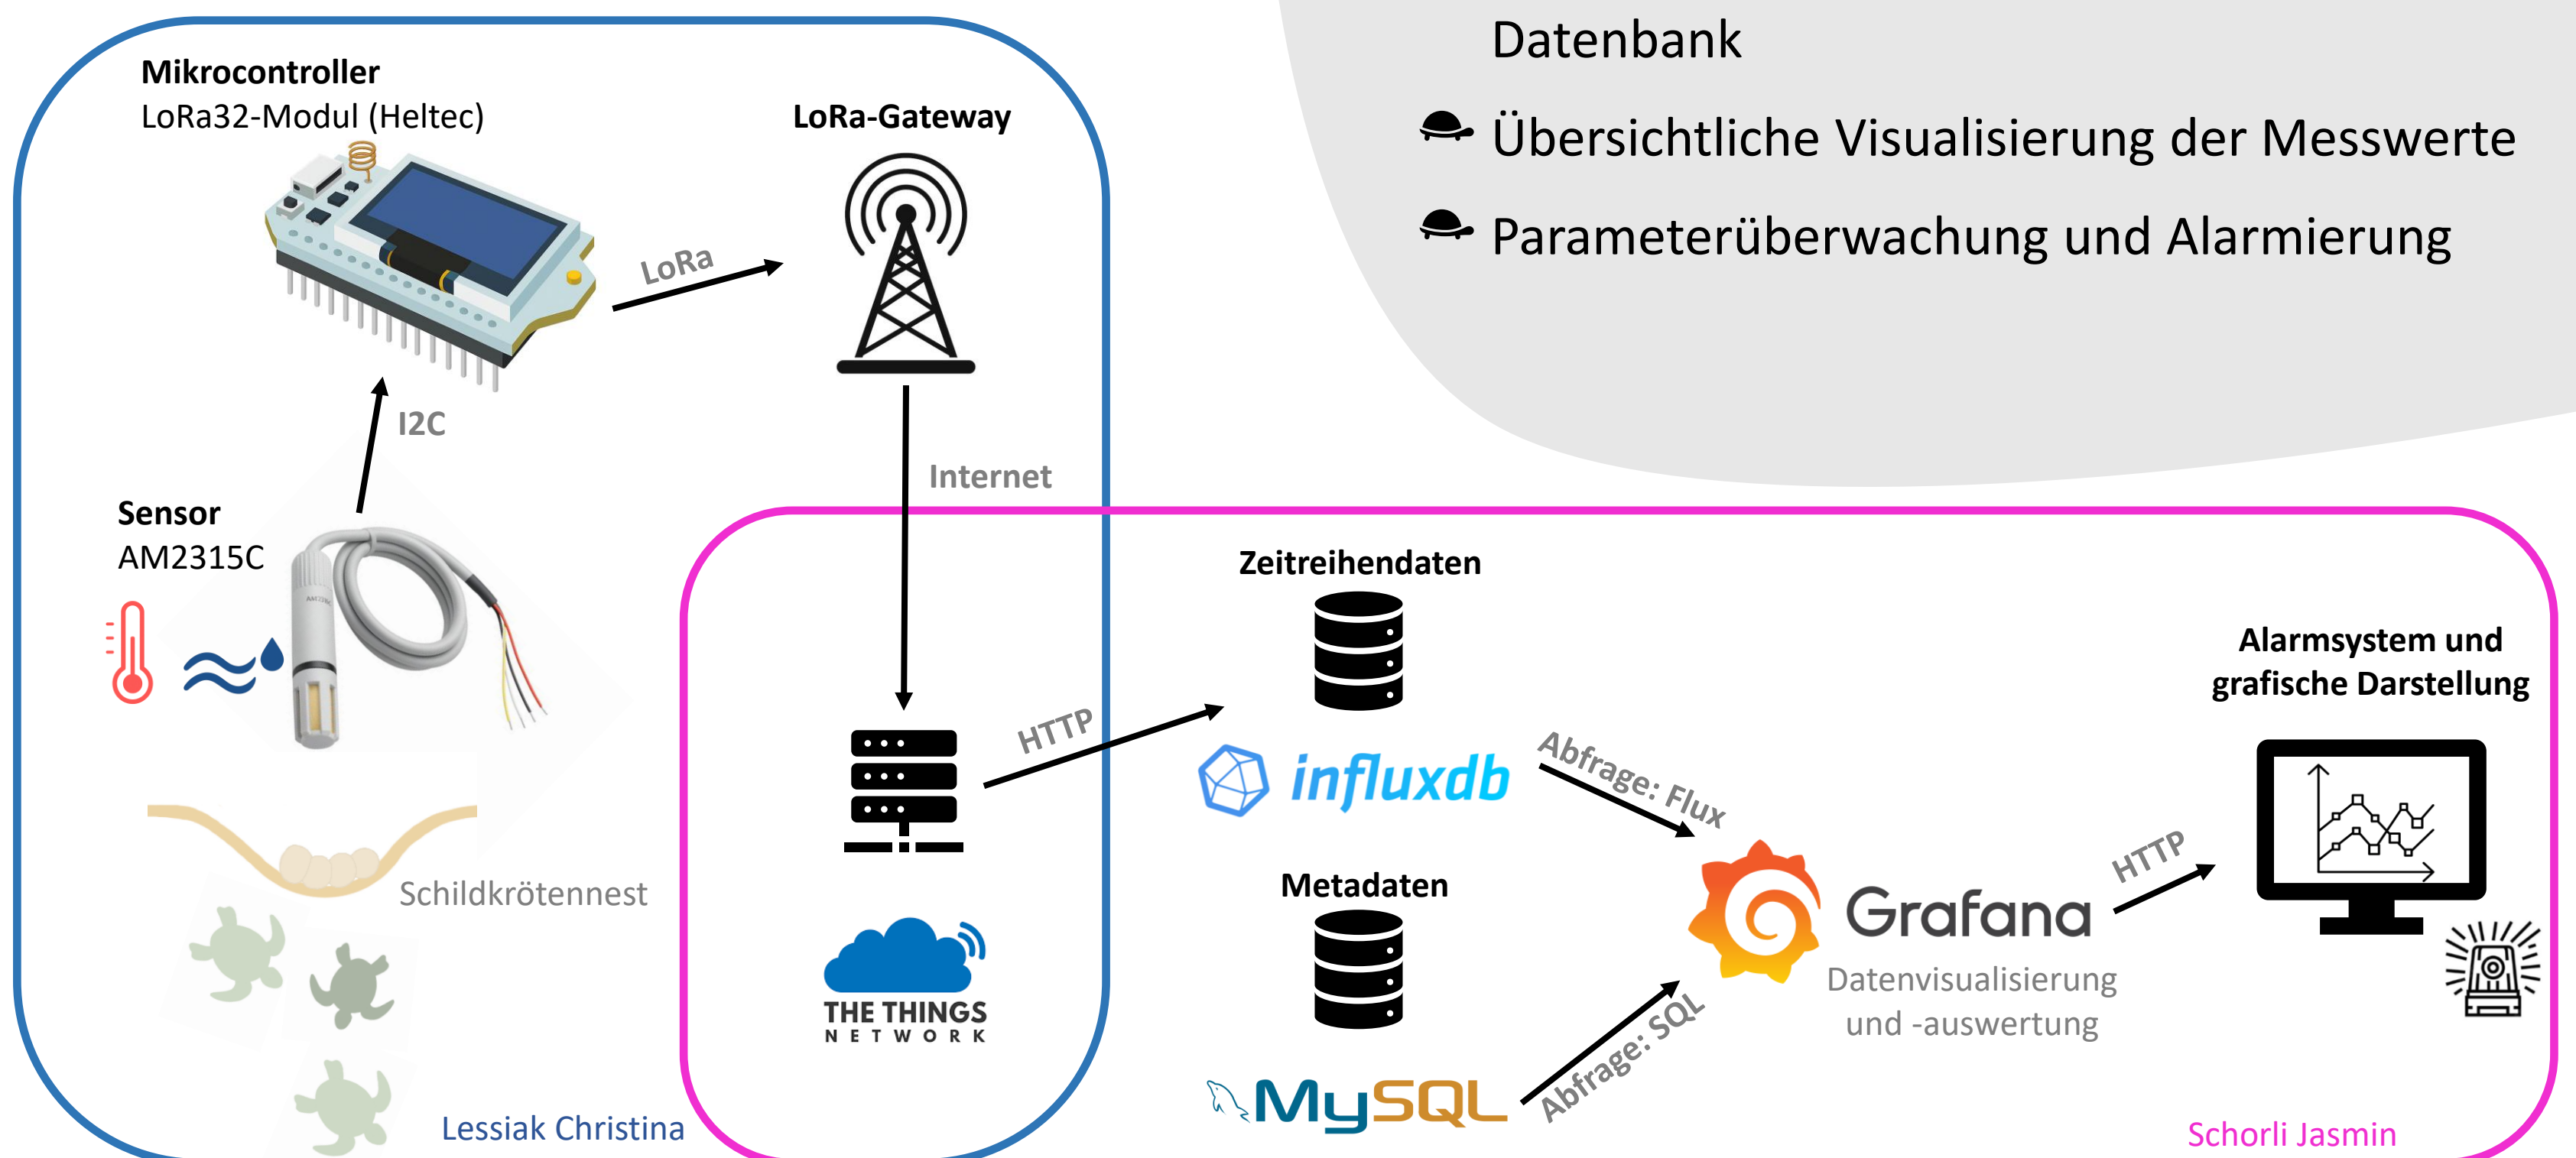 Datenbank
Übersichtliche Visualisierung der Messwerte
Parameterüberwachung und Alarmierung
Mikrocontroller
LoRa32-Modul (Heltec)
LoRa-Gateway
LoRa
I2C
Internet
Sensor
AM2315C
Schildkrötennest
Lessiak Christina
THE THINGS
NETWORK
HTTP
Zeitreihendaten
influxdb
Abfrage: Flux
Metadaten
MySQL
Abfrage: SQL
Grafana
Datenvisualisierung
und -auswertung
HTTP
Alarmsystem und
grafische Darstellung
Schorli Jasmin